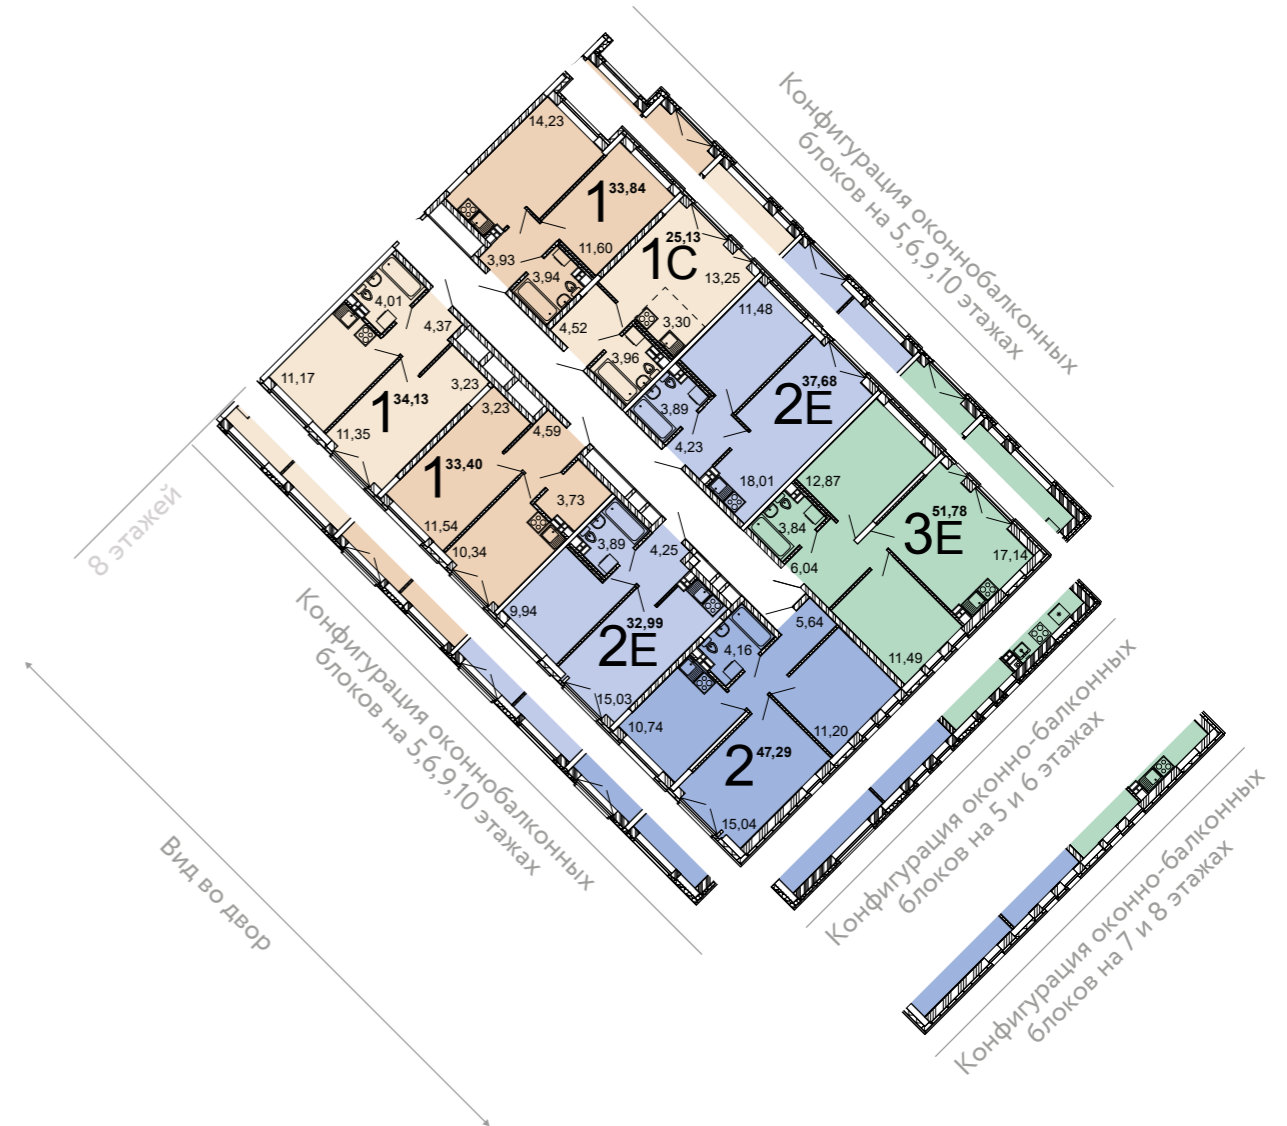 Конфигурация оконнобалконных
блоков на 5,6,9,10 этажах
14,23
1 33,84
11,60
3,93
3,94
1С 25,13
13,25
4,52
3,30
3,96
11,48
2Е 37,68
3,89
4,23
18,01
12,87
3Е 51,78
3,84
17,14
6,04
11,49
4,01
4,37
11,17
3,23
1 34,13
11,35
3,23
4,59
1 33,40
3,73
11,54
10,34
3,89
4,25
9,94
2Е 32,99
15,03
5,64
4,16
10,74
11,20
2 47,29
15,04
8 этажей
Конфигурация оконнобалконных
блоков на 5,6,9,10 этажах
Вид во двор
Конфигурация оконно-балконных
блоков на 5 и 6 этажах
Конфигурация оконно-балконных
блоков на 7 и 8 этажах